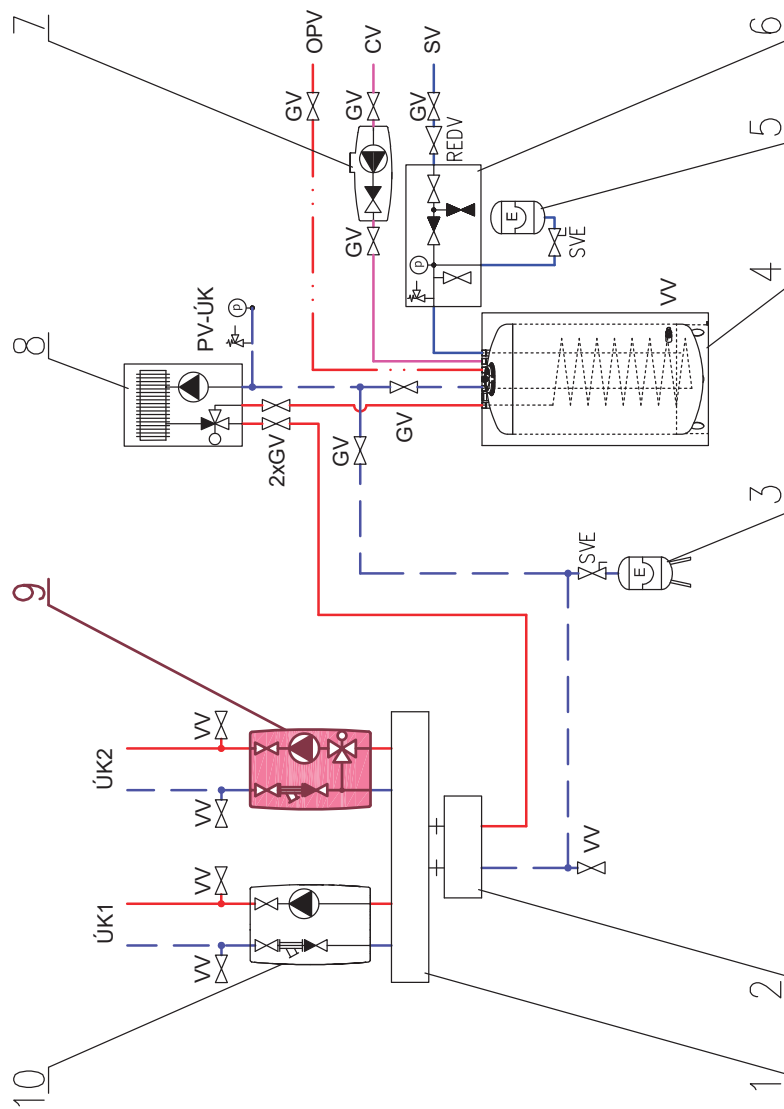 10 9 8 7
ÚK1 ÚK2
VV VV VV VV PV-ÚK
p
2xGV GV OPV
GV GV GV CV
GV p GV SV
REDV
E
SVE
VV SVE
E
VV
1 2 3 4 5 6